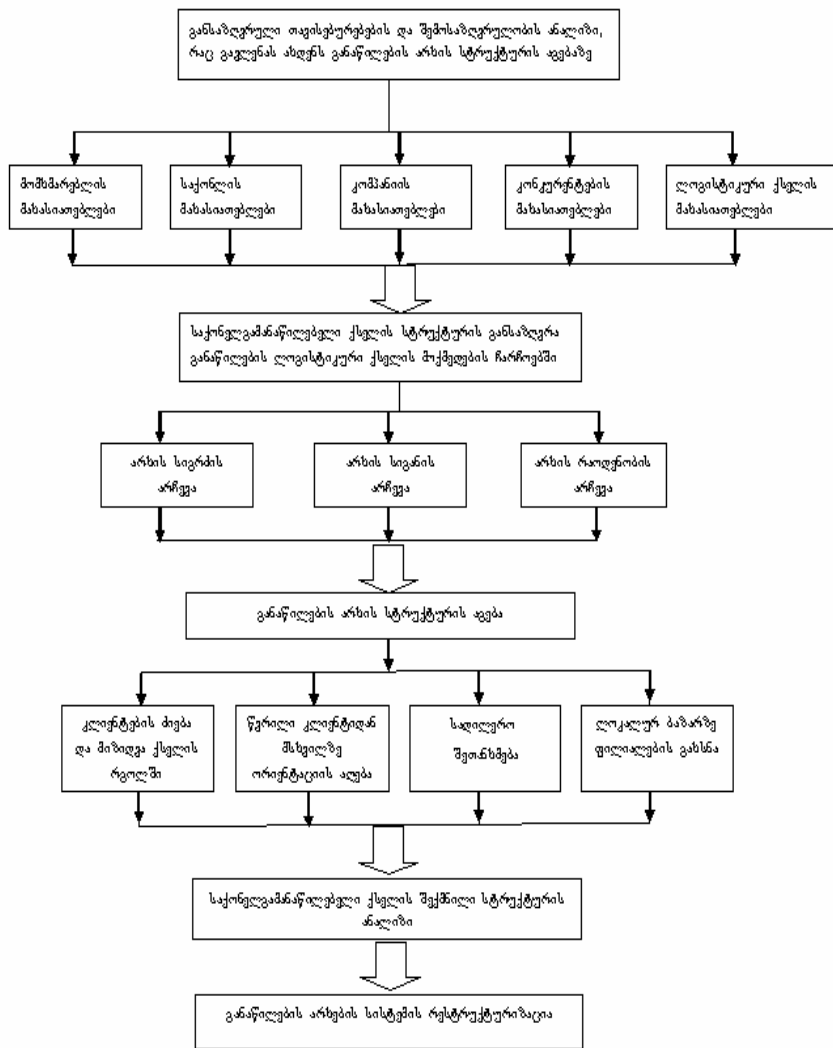 განსაზღვრული თავისებურებების და შემოსაზღვრულობის ანალიზი,
რაც გავლენას ახდენს განაწილების არხის სტრუქტურის აგებაზე
მომხმარებლის
მახასიათებლები
საქონლის
მახასიათებლები
კომპანიის
მახასიათებლები
კონკურენტების
მახასიათებლები
ლოგისტიკური ქსელის
მახასიათებლები
საქონელგამანაწილებელი ქსელის სტრუქტურის განსაზღვრა
განაწილების ლოგისტიკური ქსელის მოქმედების ჩარჩოებში
არხის სიგრძის
არჩევა
არხის სიგანის
არჩევა
არხის რაოდენობის
არჩევა
განაწილების არხის სტრუქტურის აგება
კლიენტების ძიება
და მიზიდვა ქსელის
რგოლში
წვრილი კლიენტიდან
მსხვილზე
ორიენტაციის აღება
სადილერო
შეთანხმება
ლოკალურ ბაზარზე
ფილიალების გახსნა
საქონელგამანაწილებელი ქსელის შექმნილი სტრუქტურის
ანალიზი
განაწილების არხების სისტემის რესტრუქტურიზაცია